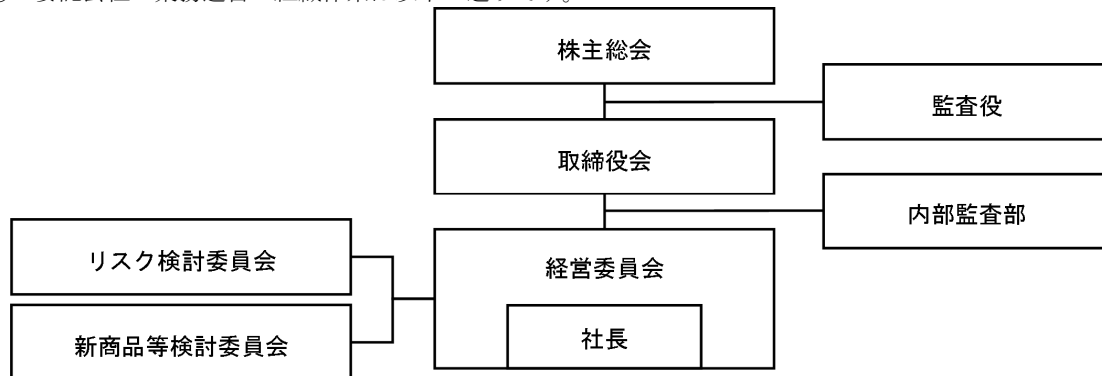 株主総会
監査役
取締役会
内部監査部
リスク検討委員会
経営委員会
新商品等検討委員会
社長